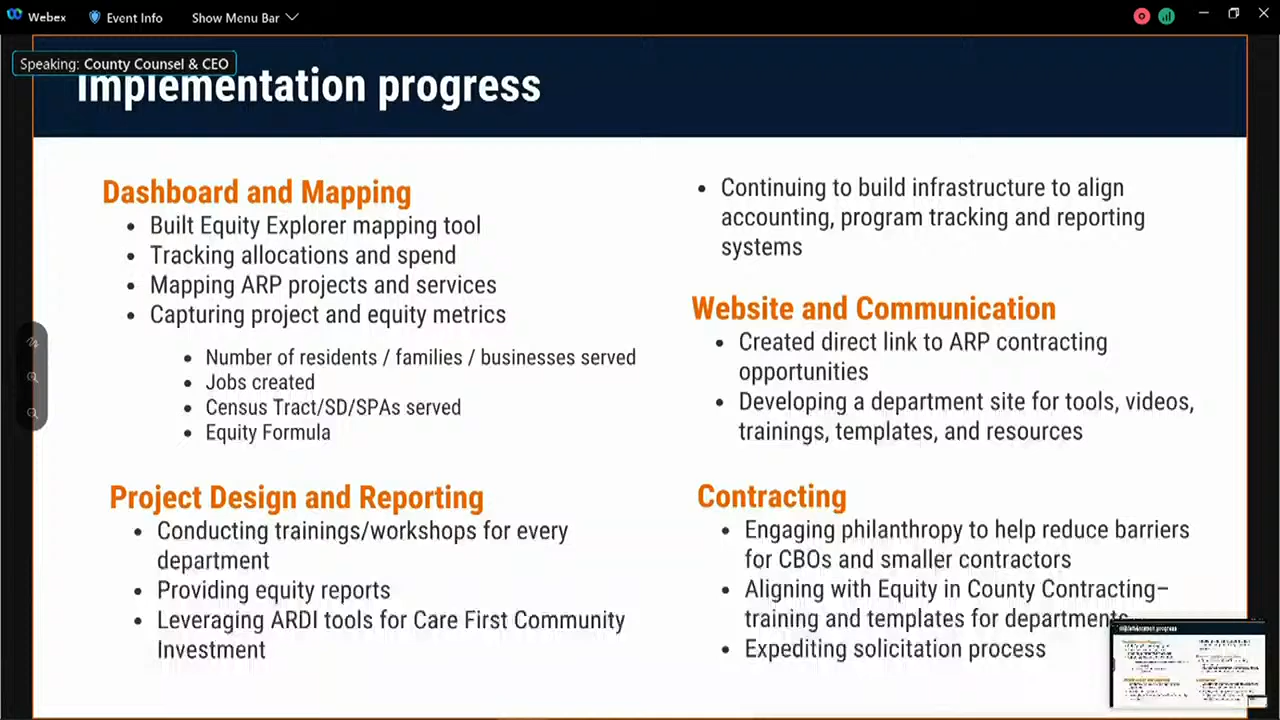 Webex
Event Info
Show Menu Bar
Speaking: County Counsel & CEO
Implementation progress
Dashboard and Mapping
• Built Equity Explorer mapping tool
• Tracking allocations and spend
• Mapping ARP projects and services
• Capturing project and equity metrics
• Number of residents / families / businesses served
• Jobs created
• Census Tract/SD/SPAs served
• Equity Formula
Project Design and Reporting
• Conducting trainings/workshops for every
department
• Providing equity reports
• Leveraging ARDI tools for Care First Community
Investment
• Continuing to build infrastructure to align
accounting, program tracking and reporting
systems
Website and Communication
• Created direct link to ARP contracting
opportunities
• Developing a department site for tools, videos,
trainings, templates, and resources
Contracting
• Engaging philanthropy to help reduce barriers
for CBOs and smaller contractors
• Aligning with Equity in County Contracting–
training and templates for departments
• Expediting solicitation process
Implementation progress